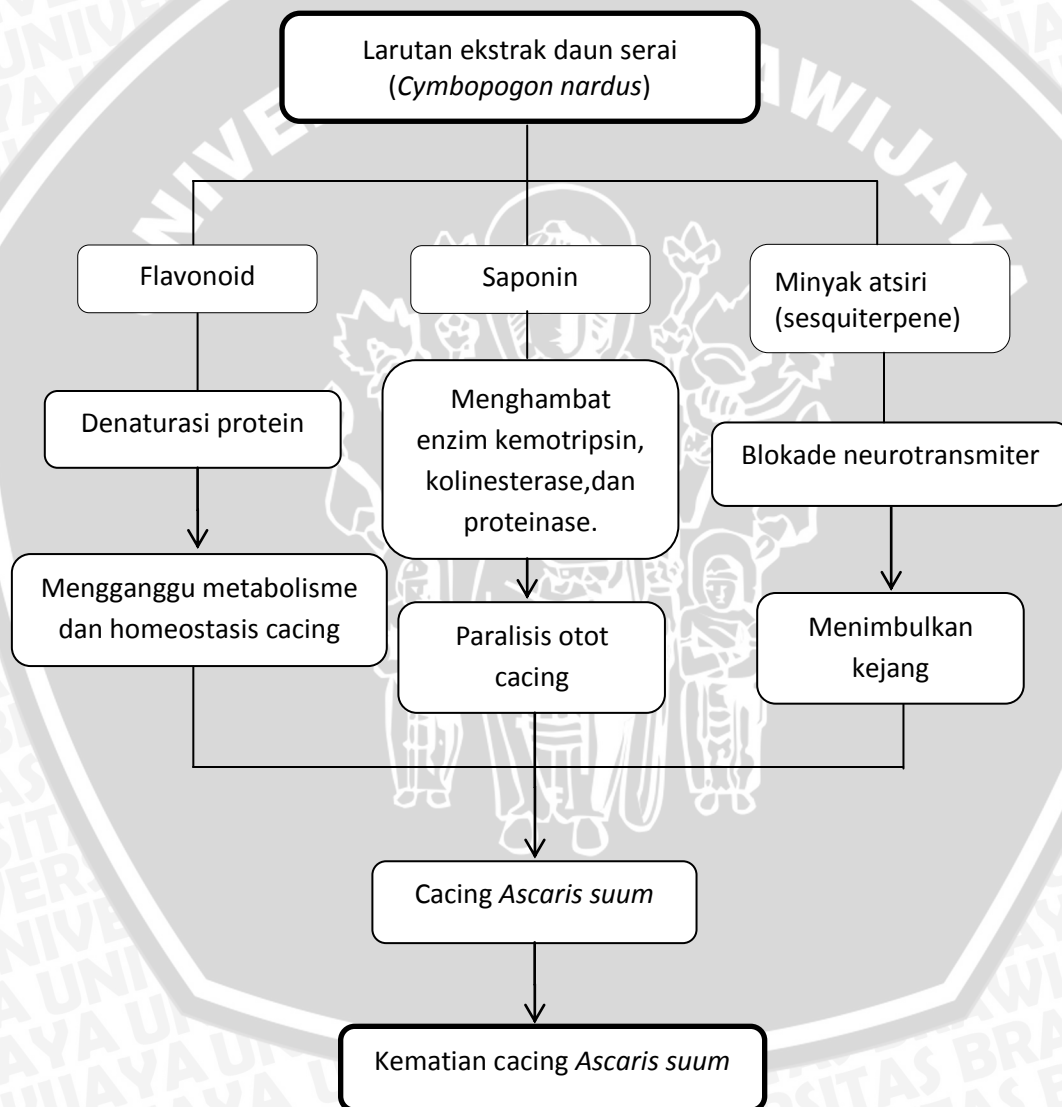 Larutan ekstrak daun serai
(Cymbopogon nardus)
Flavonoid
Saponin
Minyak atsiri
(sesquiterpene)
Denaturasi protein
Menghambat
enzim kemotripsin,
kolinesterase,dan
proteinase.
Blokade neurotransmiter
Mengganggu metabolisme
dan homeostasis cacing
Paralisis otot
cacing
Menimbulkan
kejang
Cacing Ascaris suum
Kematian cacing Ascaris suum